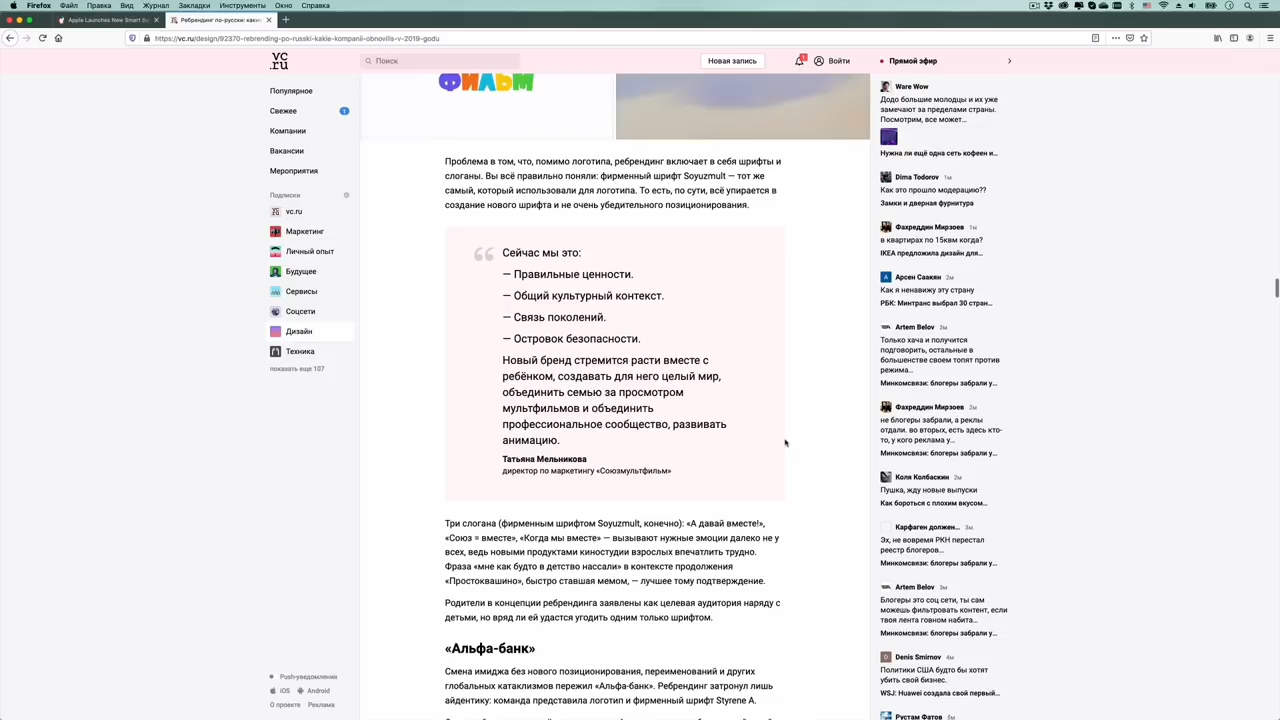 Firefox Файл Правка Вид Журнал Закладки Инструменты Окно Справка
Apple Launches New Smart
Ребрендинг по-русски: каки
https://vc.ru/design/92370-rebrending-po-russki-kakie-kompanii-obnovilis-v-2019-godu
vc
.ru
Поиск
Новая запись
Войти
Популярное
Свежее 1
Компании
Вакансии
Мероприятия
Подписки
vc.ru
Маркетинг
Личный опыт
Будущее
Сервисы
Соцсети
Дизайн
Техника
показать еще 107
Push-уведомления
iOS Android
О проекте Реклама
ФИЛЬМ
Проблема в том, что, помимо логотипа, ребрендинг включает в себя шрифты и
слоганы. Вы всё правильно поняли: фирменный шрифт Soyuzmult — тот же
самый, который использовали для логотипа. То есть, по сути, всё упирается в
создание нового шрифта и не очень убедительного позиционирования.
Сейчас мы это:
— Правильные ценности.
— Общий культурный контекст.
— Связь поколений.
— Островок безопасности.
Новый бренд стремится расти вместе с
ребёнком, создавать для него целый мир,
объединить семью за просмотром
мультфильмов и объединить
профессиональное сообщество, развивать
анимацию.
Татьяна Мельникова
директор по маркетингу «Союзмультфильм»
Три слогана (фирменным шрифтом Soyuzmult, конечно): «А давай вместе!»,
«Союз = вместе», «Когда мы вместе» — вызывают нужные эмоции далеко не у
всех, ведь новыми продуктами киностудии взрослых впечатлить трудно.
Фраза «мне как будто в детство нассали» в контексте продолжения
«Простоквашино», быстро ставшая мемом, — лучшее тому подтверждение.
Родители в концепции ребрендинга заявлены как целевая аудитория наряду с
детьми, но вряд ли ей удастся угодить одним только шрифтом.
«Альфа-банк»
Смена имиджа без нового позиционирования, переименований и других
глобальных катаклизмов пережил «Альфа-банк». Ребрендинг затронул лишь
айдентику: команда представила логотип и фирменный шрифт Styrene A.
Прямой эфир
Ware Wow
Додо большие молодцы и их уже
замечают за пределами страны.
Посмотрим, все может…
Нужна ли ещё одна сеть кофеен и…
Dima Todorov 1м
Как это прошло модерацию??
Замки и дверная фурнитура
Фахреддин Мирзоев 1м
в квартирах по 15квм когда?
IKEA предложила дизайн для…
Арсен Саакян 2м
Как я ненавижу эту страну
РБК: Минтранс выбрал 30 стран…
Artem Belov 2м
Только хача и получится
подговорить, остальные в
большенстве своем топят против
режима…
Минкомсвязи: блогеры забрали у…
Фахреддин Мирзоев 2м
не блогеры забрали, а реклы
отдали. во вторых, есть здесь кто-
то, у кого реклама у…
Минкомсвязи: блогеры забрали у…
Коля Колбаскин 2м
Пушка, жду новые выпуски
Как бороться с плохим вкусом…
Карфаген должен… 3м
Эх, не вовремя РКН перестал
реестр блогеров…
Минкомсвязи: блогеры забрали у…
Artem Belov 3м
Блогеры это соц сети, ты сам
можешь фильтровать контент, если
твоя лента говном набита…
Минкомсвязи: блогеры забрали у…
Denis Smirnov 4м
Политики США будто бы хотят
убить свой бизнес.
WSJ: Huawei создала свой первый…
Рустам Фатов 5м